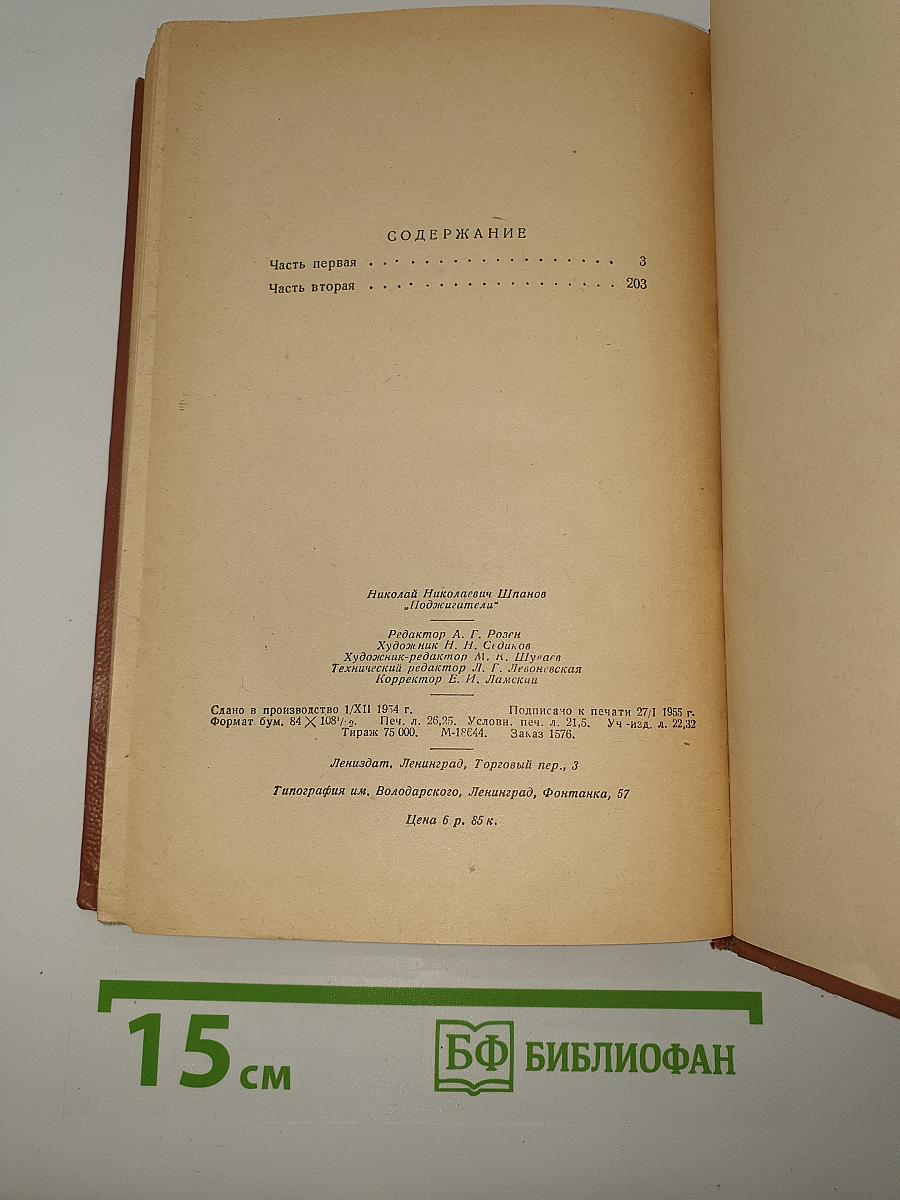 СОДЕРЖАНИЕ
Часть первая . . . . . . . . . . . . . . . . . . 3
Часть вторая . . . . . . . . . . . . . . . . . . 203
Николай Николаевич Шпанов
„Поджигатели“
Редактор А. Г. Розен
Художник Н. Н. Седиков
Художник-редактор М. К. Шуваев
Технический редактор Л. Г. Левоневская
Корректор Е. И. Ламский
Сдано в производство 1/XII 1954 г. Подписано к печати 27/I 1955 г.
Формат бум. 84 × 108¹/₃₂. Печ. л. 26,25. Условн. печ. л. 21,5. Уч-изд. л. 22,32
Тираж 75 000. М-18644. Заказ 1576.
Лениздат, Ленинград, Торговый пер., 3
Типография им. Володарского, Ленинград, Фонтанка, 57
Цена 6 р. 85 к.
15 см БФ БИБЛИОФАН